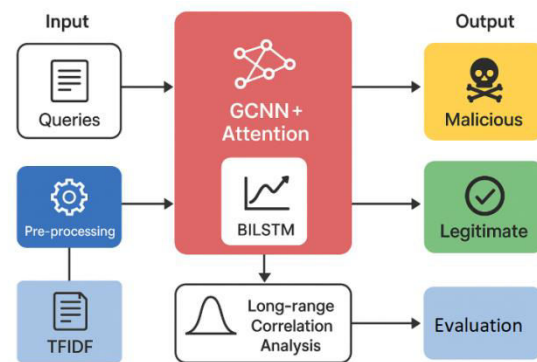 Input
Output
Queries
GCNN+
Attention
Malicious
Pre-processing
BILSTM
Legitimate
TFIDF
Long-range
Correlation
Analysis
Evaluation